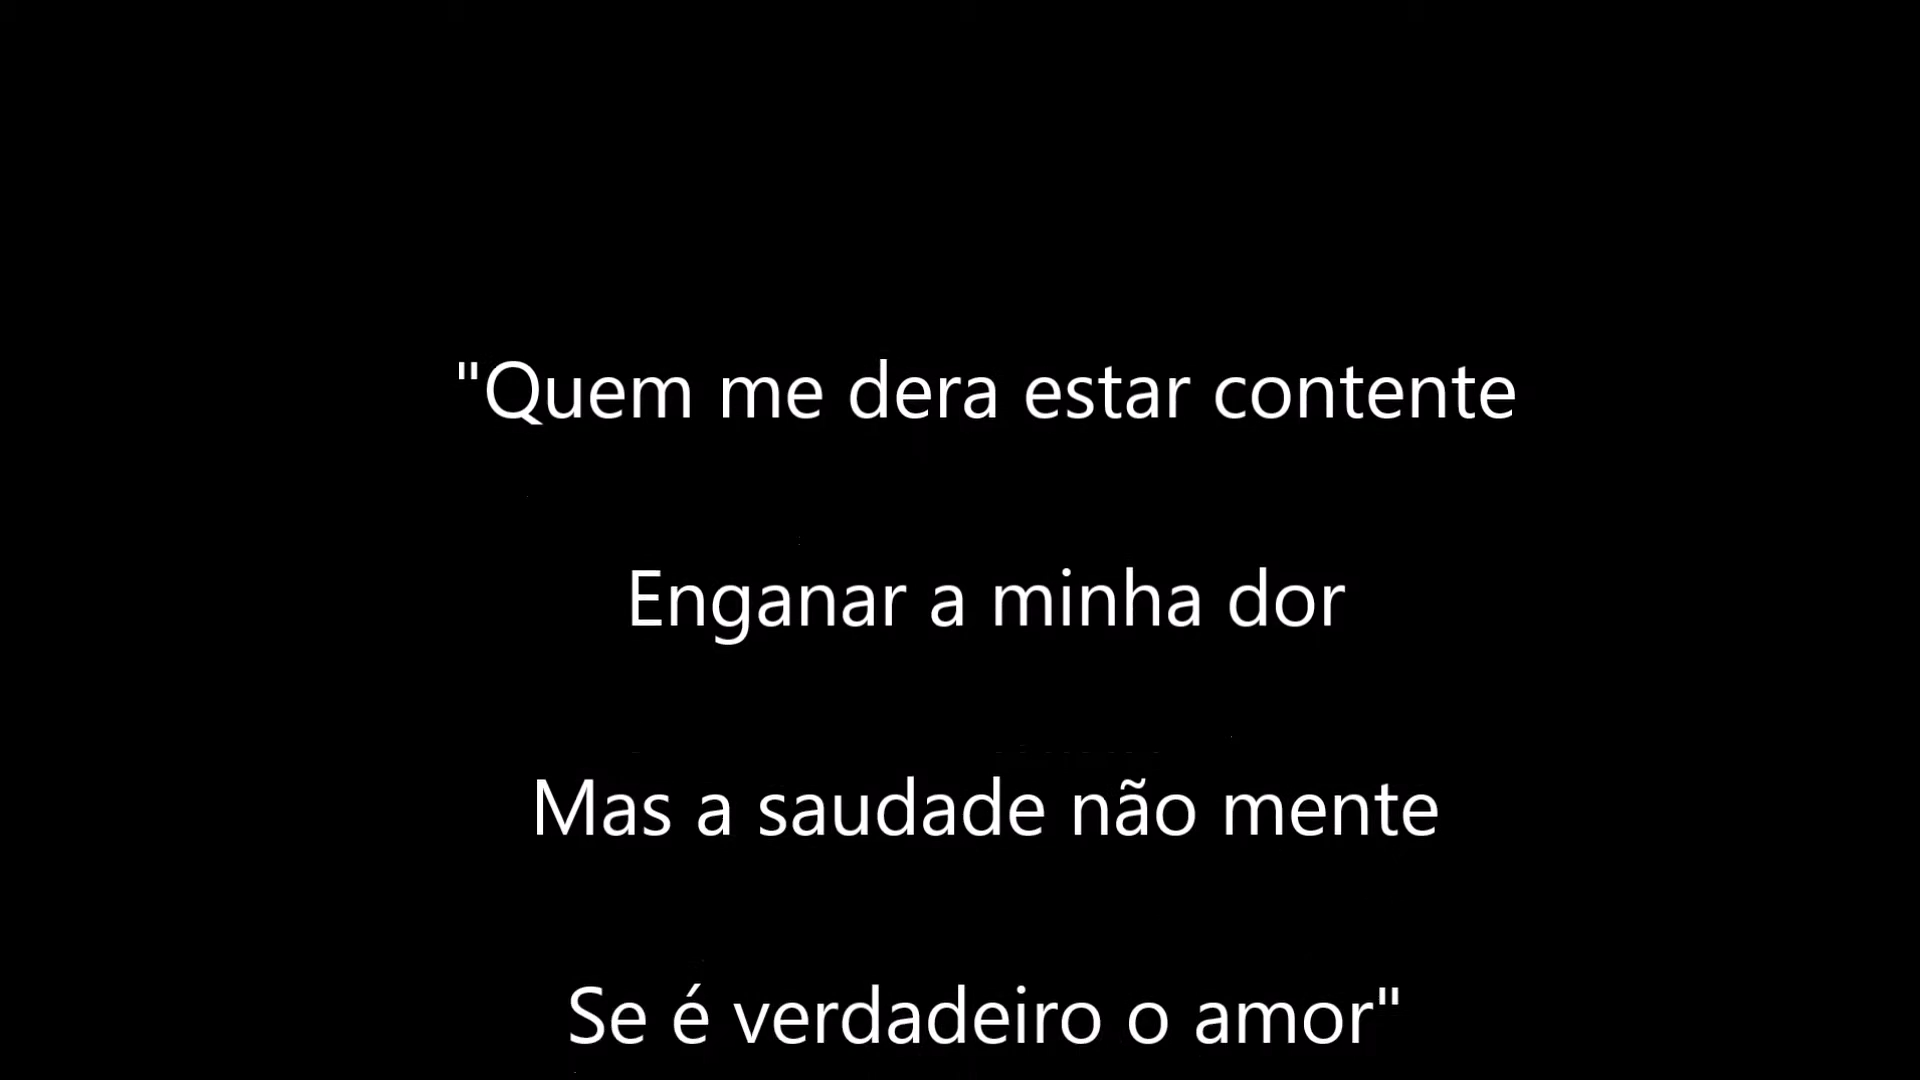 "Quem me dera estar contente
Enganar a minha dor
Mas a saudade não mente
Se é verdadeiro o amor"